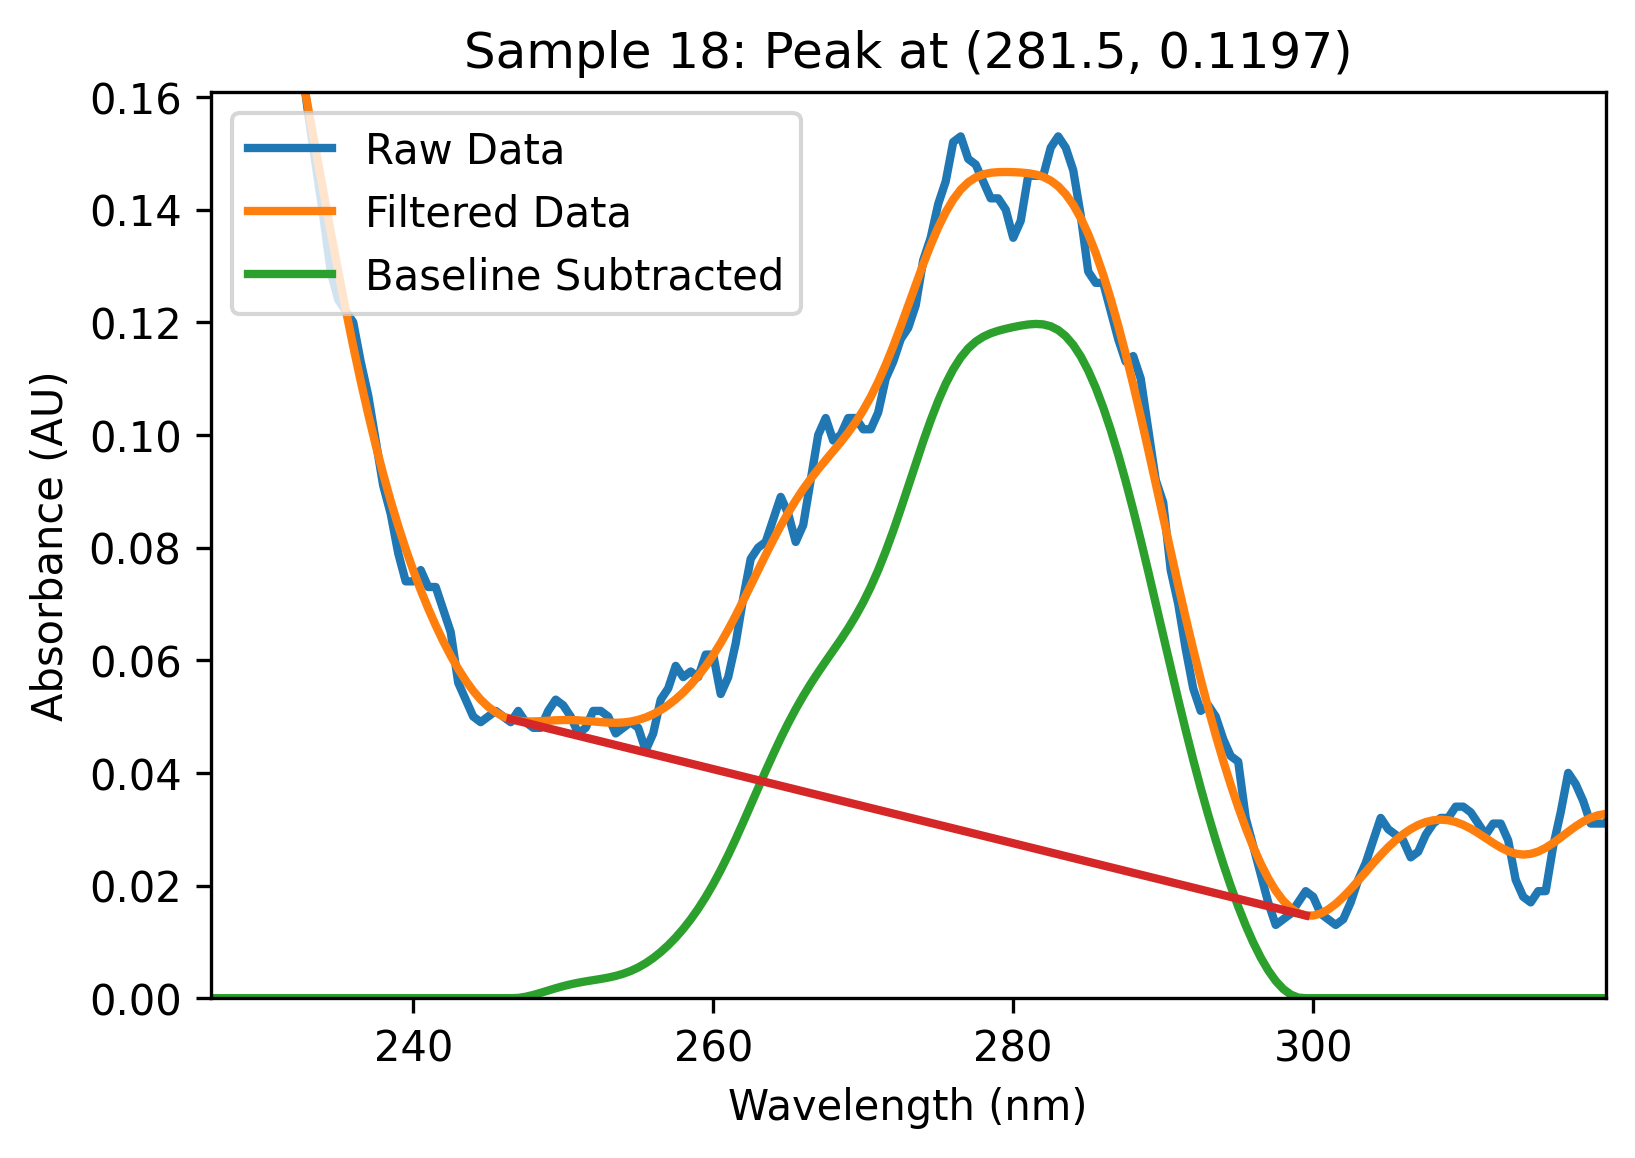 Sample 18: Peak at (281.5, 0.1197)
0.16
0.14
0.12
0.10
0.08
0.06
0.04
0.02
0.00
Absorbance (AU)
Raw Data
Filtered Data
Baseline Subtracted
240 260 280 300
Wavelength (nm)